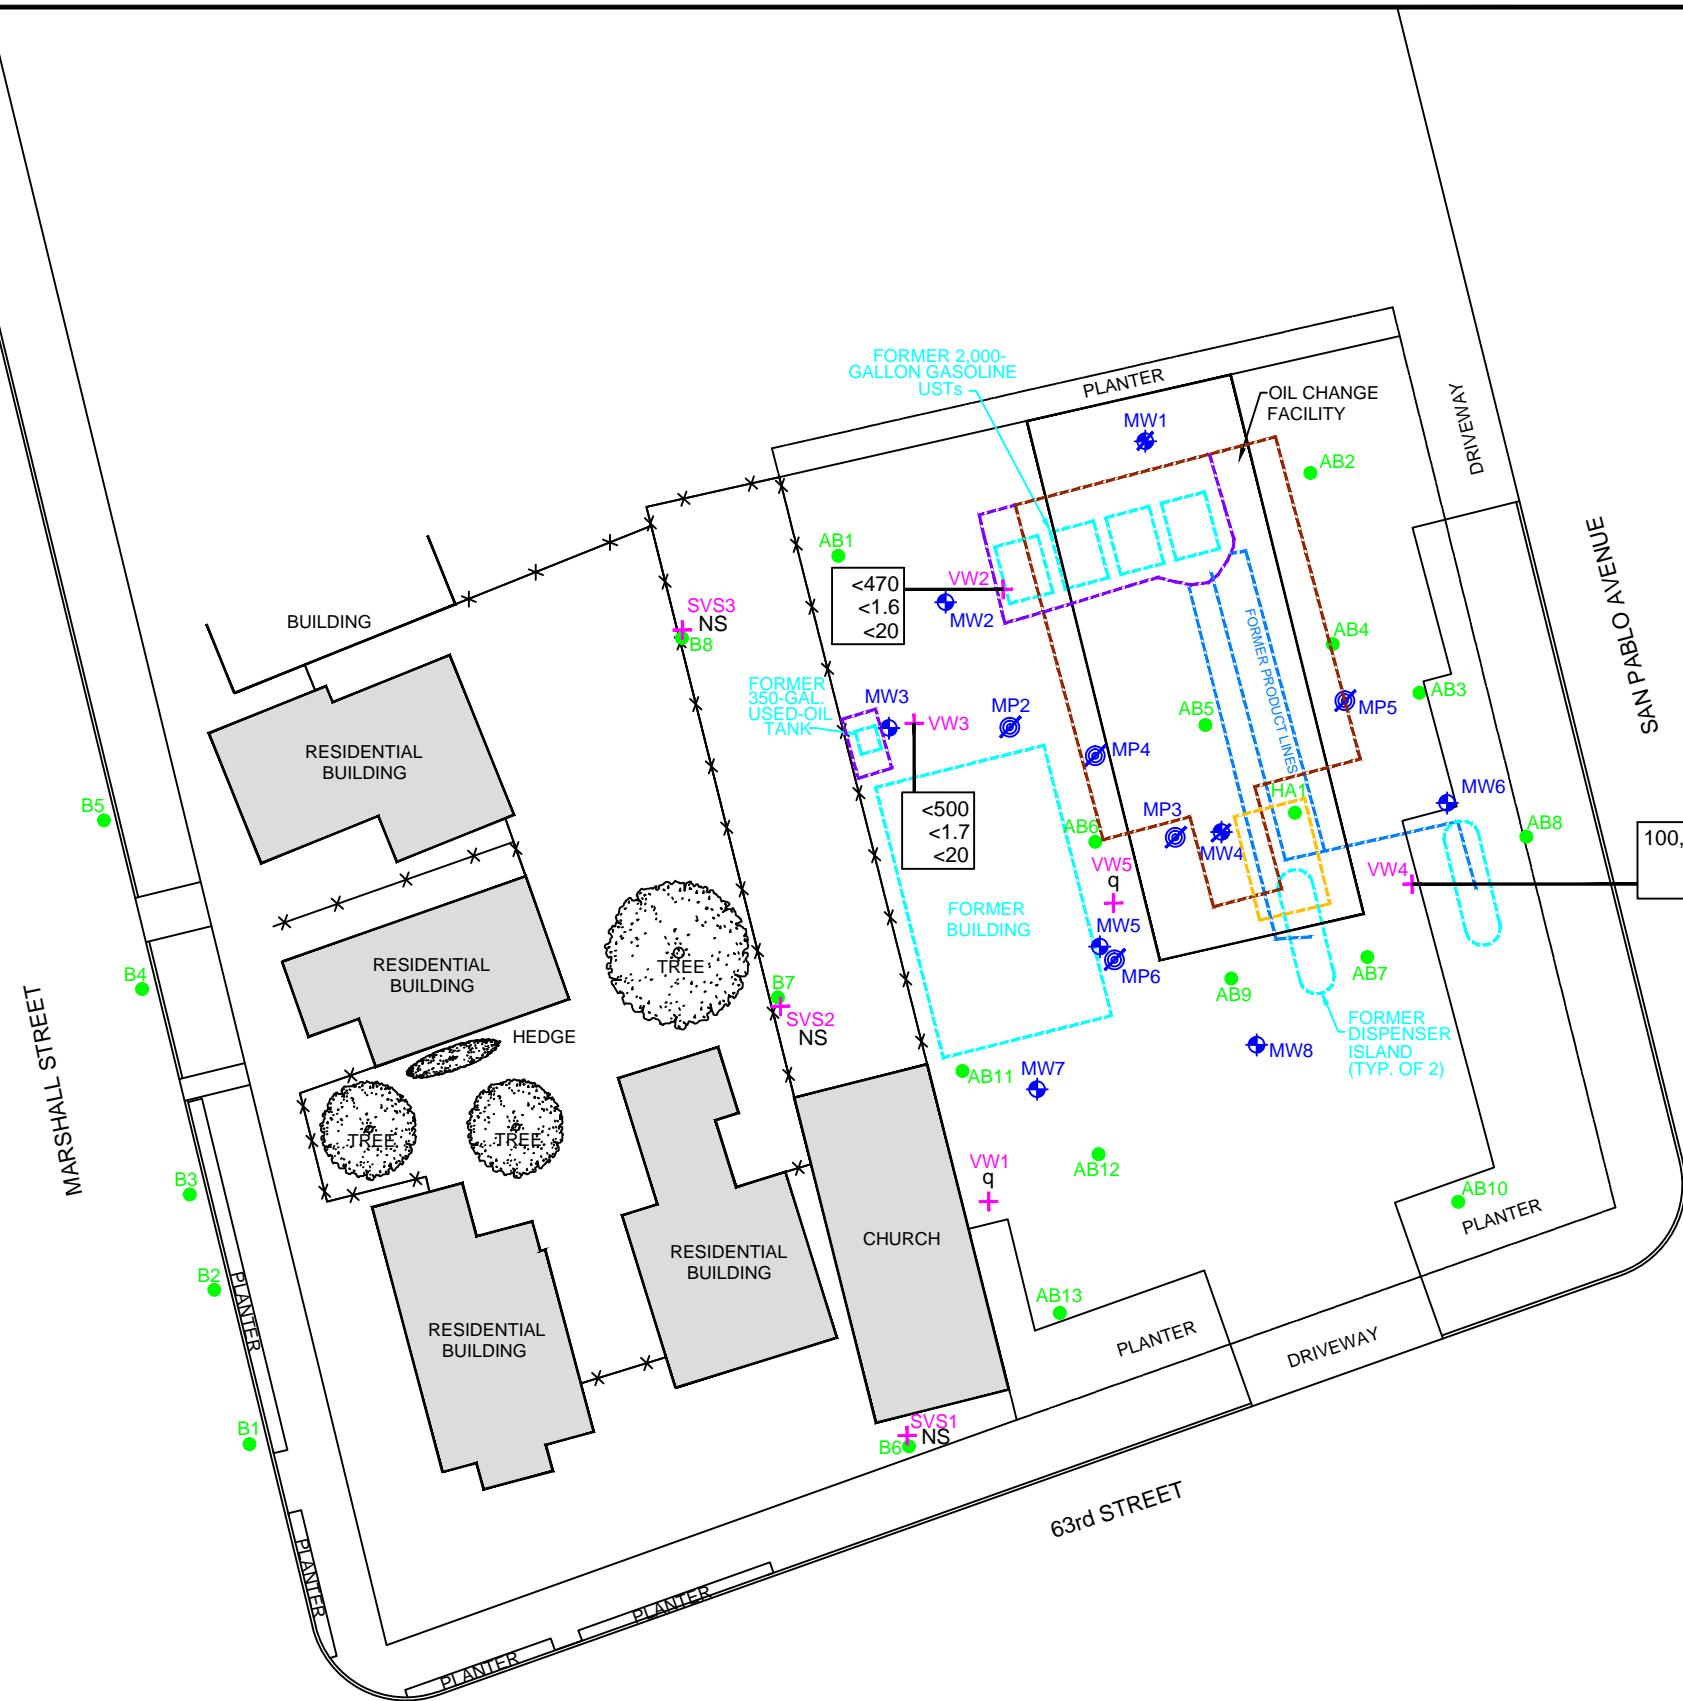 FORMER 2,000-
GALLON GASOLINE
USTs
PLANTER
OIL CHANGE
FACILITY
DRIVEWAY
MW1
AB2
SAN PABLO AVENUE
AB1
<470
<1.6
<20
VW2
MW2
SVS3
NS
B8
BUILDING
FORMER PRODUCT LINES
AB4
AB3
FORMER
350-GAL.
USED-OIL
TANK
MW3
VW3
MP2
AB5
MP5
MP4
RESIDENTIAL
BUILDING
HA1
MW6
B5
<500
<1.7
<20
AB6
MP3
MW4
AB8
100,
VW5
q
VW4
FORMER
BUILDING
MW5
MP6
RESIDENTIAL
BUILDING
TREE
B4
B7
SVS2
NS
AB9
AB7
HEDGE
FORMER
DISPENSER
ISLAND
(TYP. OF 2)
MW8
MARSHALL STREET
AB11
MW7
TREE
TREE
AB12
VW1
q
B3
AB10
PLANTER
CHURCH
RESIDENTIAL
BUILDING
B2
PLANTER
AB13
PLANTER
DRIVEWAY
RESIDENTIAL
BUILDING
B1
SVS1
NS
B6
63rd STREET
PLANTER
PLANTER
PLANTER